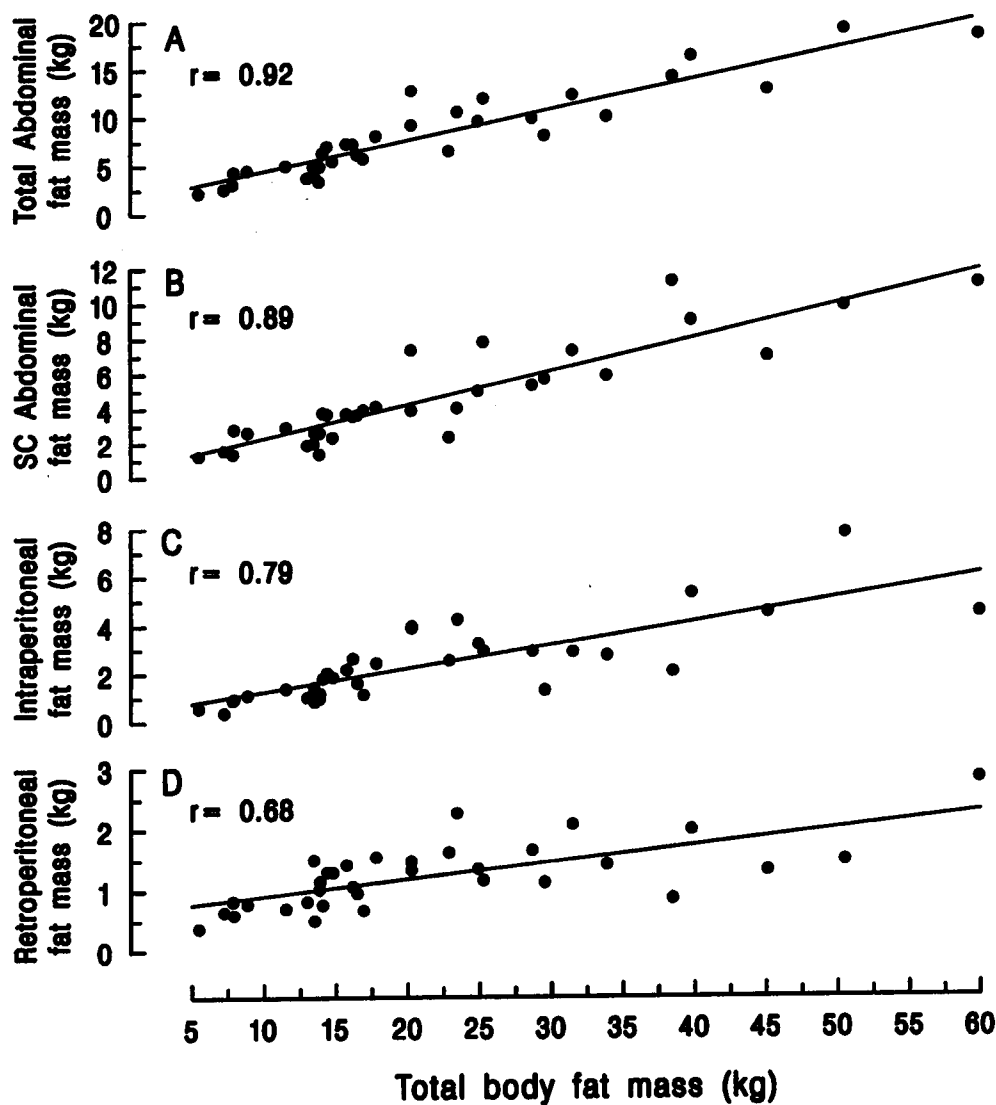 Total Abdominal
fat mass (kg)
20
15
10
5
0
A
r= 0.92
SC Abdominal
fat mass (kg)
12
10
8
6
4
2
0
B
r= 0.89
Intraperitoneal
fat mass (kg)
8
6
4
2
0
C
r= 0.79
Retroperitoneal
fat mass (kg)
3
2
1
0
D
r= 0.68
5 10 15 20 25 30 35 40 45 50 55 60
Total body fat mass (kg)